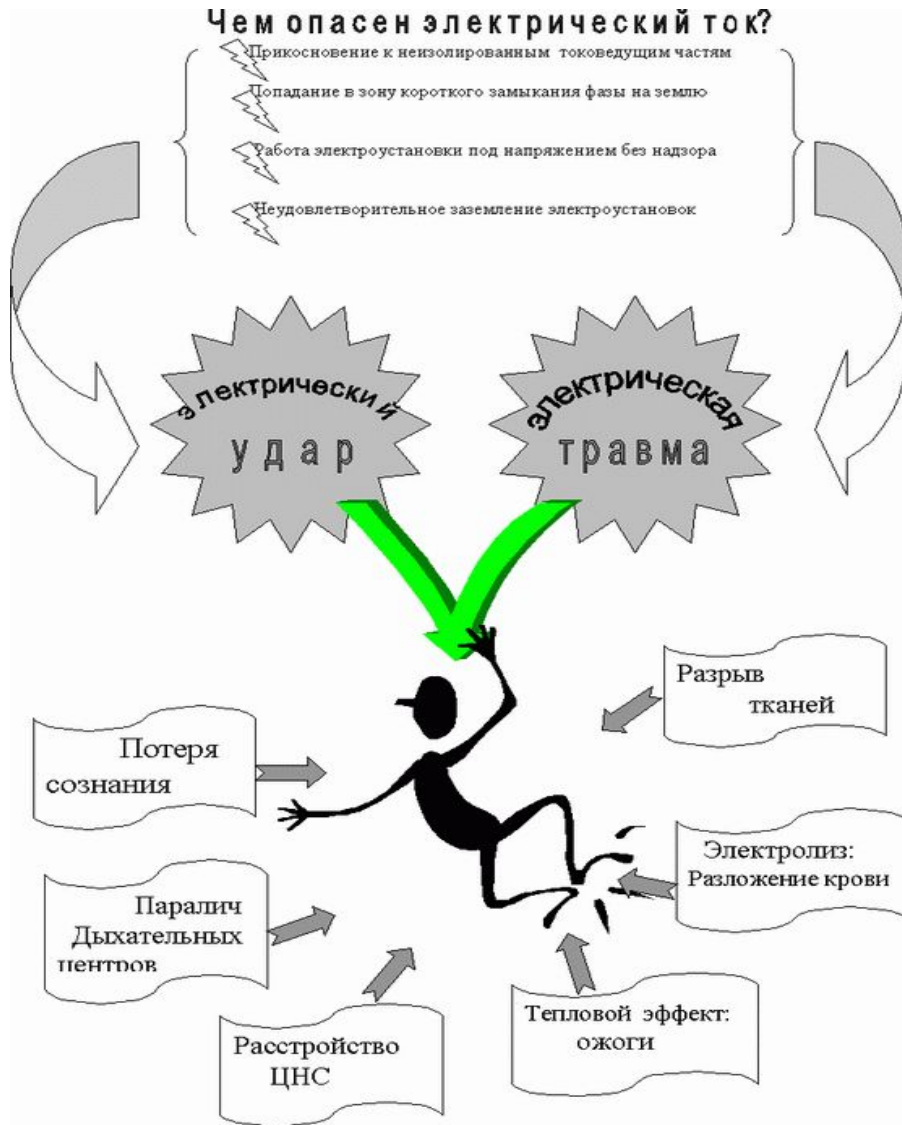 Чем опасен электрический ток?
Прикосновение к неизолированным токоведущим частям
Попадание в зону короткого замыкания фазы на землю
Работа электроустановки под напряжением без надзора
Неудовлетворительное заземление электроустановок
электрический
удар
электрическая
травма
Разрыв
тканей
Потеря
сознания
Электролиз:
Разложение крови
Паралич
Дыхательных
центров
Тепловой эффект:
ожоги
Расстройство
ЦНС